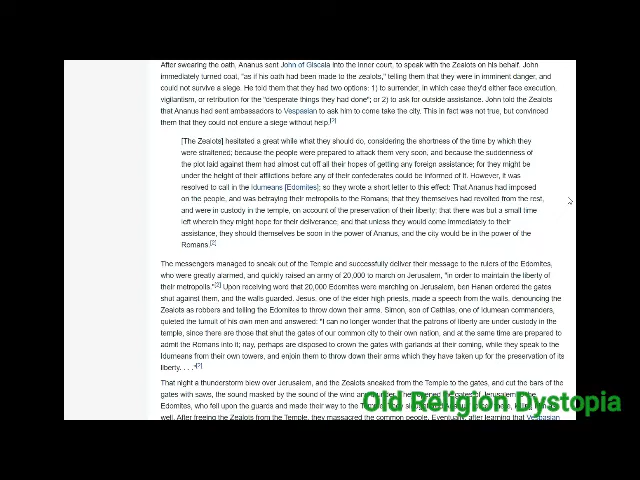 After swearing the oath, Ananus sent John of Giscala into the inner court, to speak with the Zealots on his behalf. John
immediately turned coat, "as if his oath had been made to the zealots," telling them that they were in imminent danger, and
could not survive a siege. He told them that they had two options: 1) to surrender, in which case they'd either face execution,
vigilantism, or retribution for the "desperate things they had done"; or 2) to ask for outside assistance. John told the Zealots
that Ananus had sent ambassadors to Vespasian to ask him to come take the city. This in fact was not true, but convinced
them that they could not endure a siege without help.[2]
[The Zealots] hesitated a great while what they should do, considering the shortness of the time by which they
were straitened; because the people were prepared to attack them very soon, and because the suddenness of
the plot laid against them had almost cut off all their hopes of getting any foreign assistance; for they might be
under the height of their afflictions before any of their confederates could be informed of it. However, it was
resolved to call in the Idumeans [Edomites]; so they wrote a short letter to this effect: That Ananus had imposed
on the people, and was betraying their metropolis to the Romans; that they themselves had revolted from the rest,
and were in custody in the temple, on account of the preservation of their liberty; that there was but a small time
left wherein they might hope for their deliverance; and that unless they would come immediately to their
assistance, they should themselves be soon in the power of Ananus, and the city would be in the power of the
Romans.[2]
The messengers managed to sneak out of the Temple and successfully deliver their message to the rulers of the Edomites,
who were greatly alarmed, and quickly raised an army of 20,000 to march on Jerusalem, "in order to maintain the liberty of
their metropolis."[2] Upon receiving word that 20,000 Edomites were marching on Jerusalem, ben Hanan ordered the gates
shut against them, and the walls guarded. Jesus, one of the elder high priests, made a speech from the walls, denouncing the
Zealots as robbers and telling the Edomites to throw down their arms. Simon, son of Cathlas, one of Idumean commanders,
quieted the tumult of his own men and answered: "I can no longer wonder that the patrons of liberty are under custody in the
temple, since there are those that shut the gates of our common city to their own nation, and at the same time are prepared to
admit the Romans into it; nay, perhaps are disposed to crown the gates with garlands at their coming, while they speak to the
Idumeans from their own towers, and enjoin them to throw down their arms which they have taken up for the preservation of its
liberty. . . ."[2]
That night a thunderstorm blew over Jerusalem, and the Zealots sneaked from the Temple to the gates, and cut the bars of the
gates with saws, the sound masked by the sound of the wind and gates of Jerusalem
Edomites, who fell upon the guards and made their way to the
well. After freeing the Zealots from the Temple, they massacred the common people. Eventually, after learning that Vespasian
Old Religion Dystopia